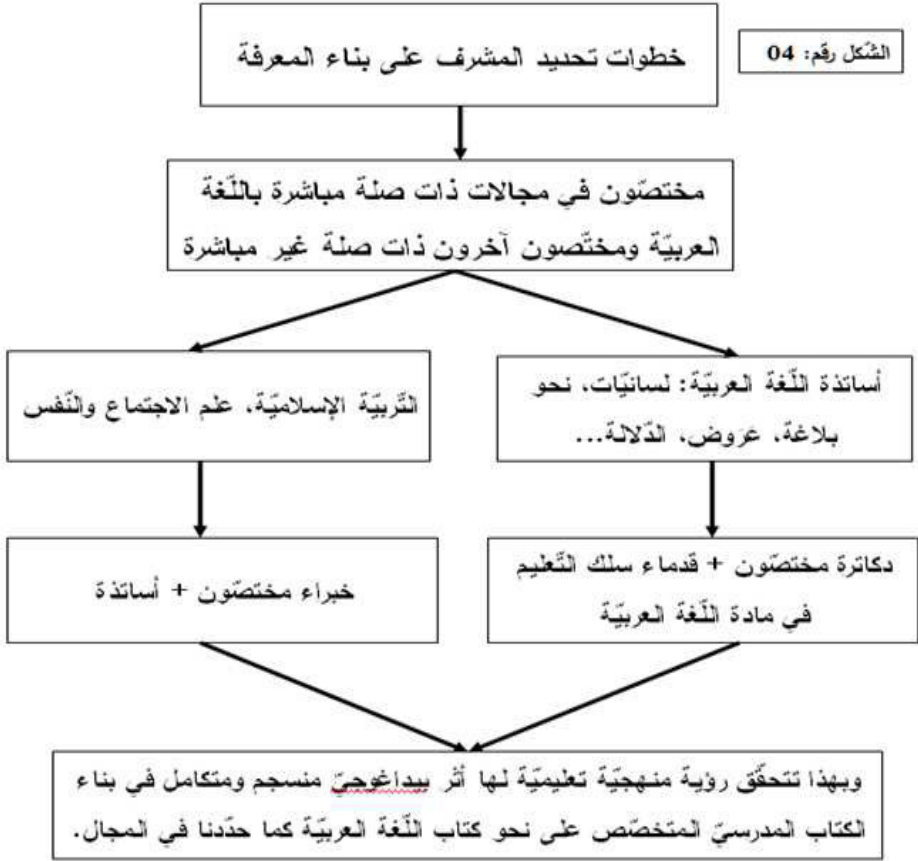 خطوات تحديد المشرف على بناء المعرفة
الشّكل رقم: 04
مختصّون في مجالات ذات صلة مباشرة باللّغة
العربيّة ومختّصون آخرون ذات صلة غير مباشرة
أساتذة اللّغة العربيّة: لسانيّات، نحو
بلاغة، عَروض، الدّلالة...
التّربيّة الإسلاميّة، علم الاجتماع والنّفس
دكاترة مختصّون + قدماء سلك التّعليم
في مادة اللّغة العربيّة
خبراء مختصّون + أساتذة
وبهذا تتحقّق رؤية منهجيّة تعليميّة لها أثر بيداغوجيّ منسجم ومتكامل في بناء
الكتاب المدرسيّ المتخصّص على نحو كتاب اللّغة العربيّة كما حدّدنا في المجال.